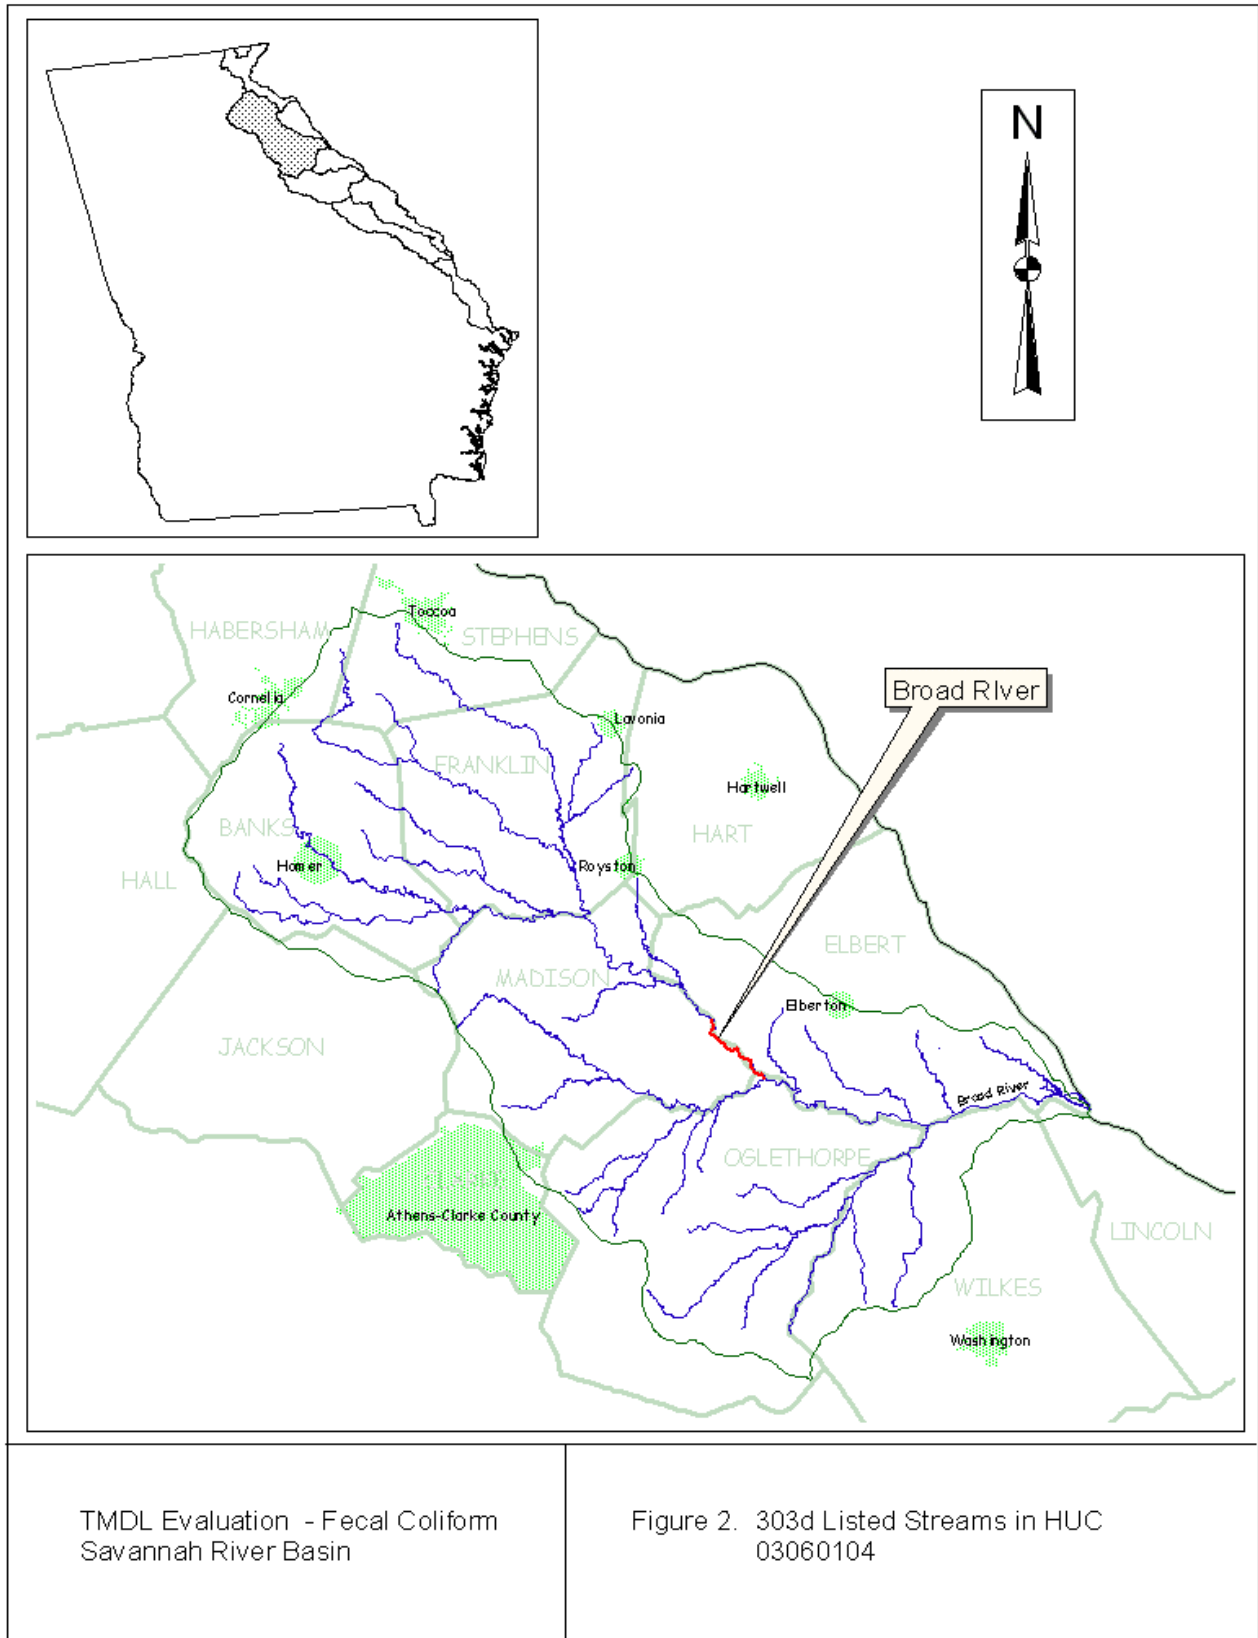 N
Toccoa
HABERSHAM
STEPHENS
Cornelia
Broad RIver
Lavonia
FRANKLIN
Hartwell
BANKS
HART
Homer
Royston
HALL
ELBERT
MADISON
Elberton
JACKSON
Broad River
OGLETHORPE
Athens-Clarke County
LINCOLN
WILKES
Washington
TMDL Evaluation - Fecal Coliform
Savannah River Basin
Figure 2. 303d Listed Streams in HUC
03060104